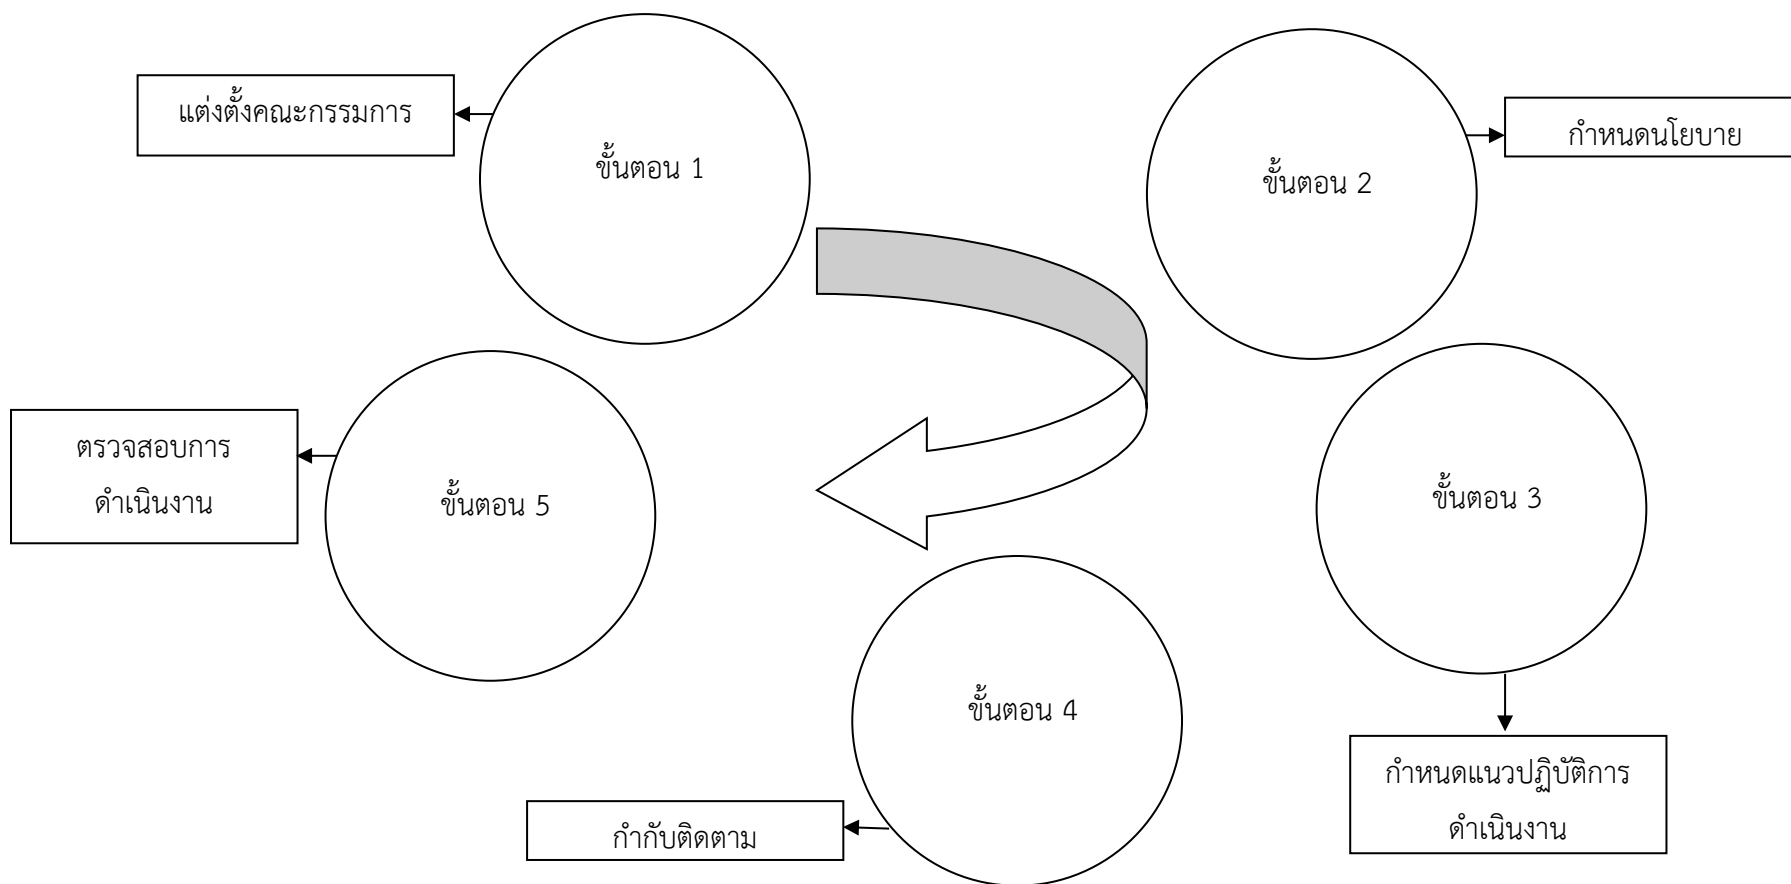 แต่งตั้งคณะกรรมการ
ขั้นตอน 1
ขั้นตอน 2
กำหนดนโยบาย
ขั้นตอน 3
กำหนดแนวปฏิบัติการ
ดำเนินงาน
ขั้นตอน 4
กำกับติดตาม
ขั้นตอน 5
ตรวจสอบการ
ดำเนินงาน